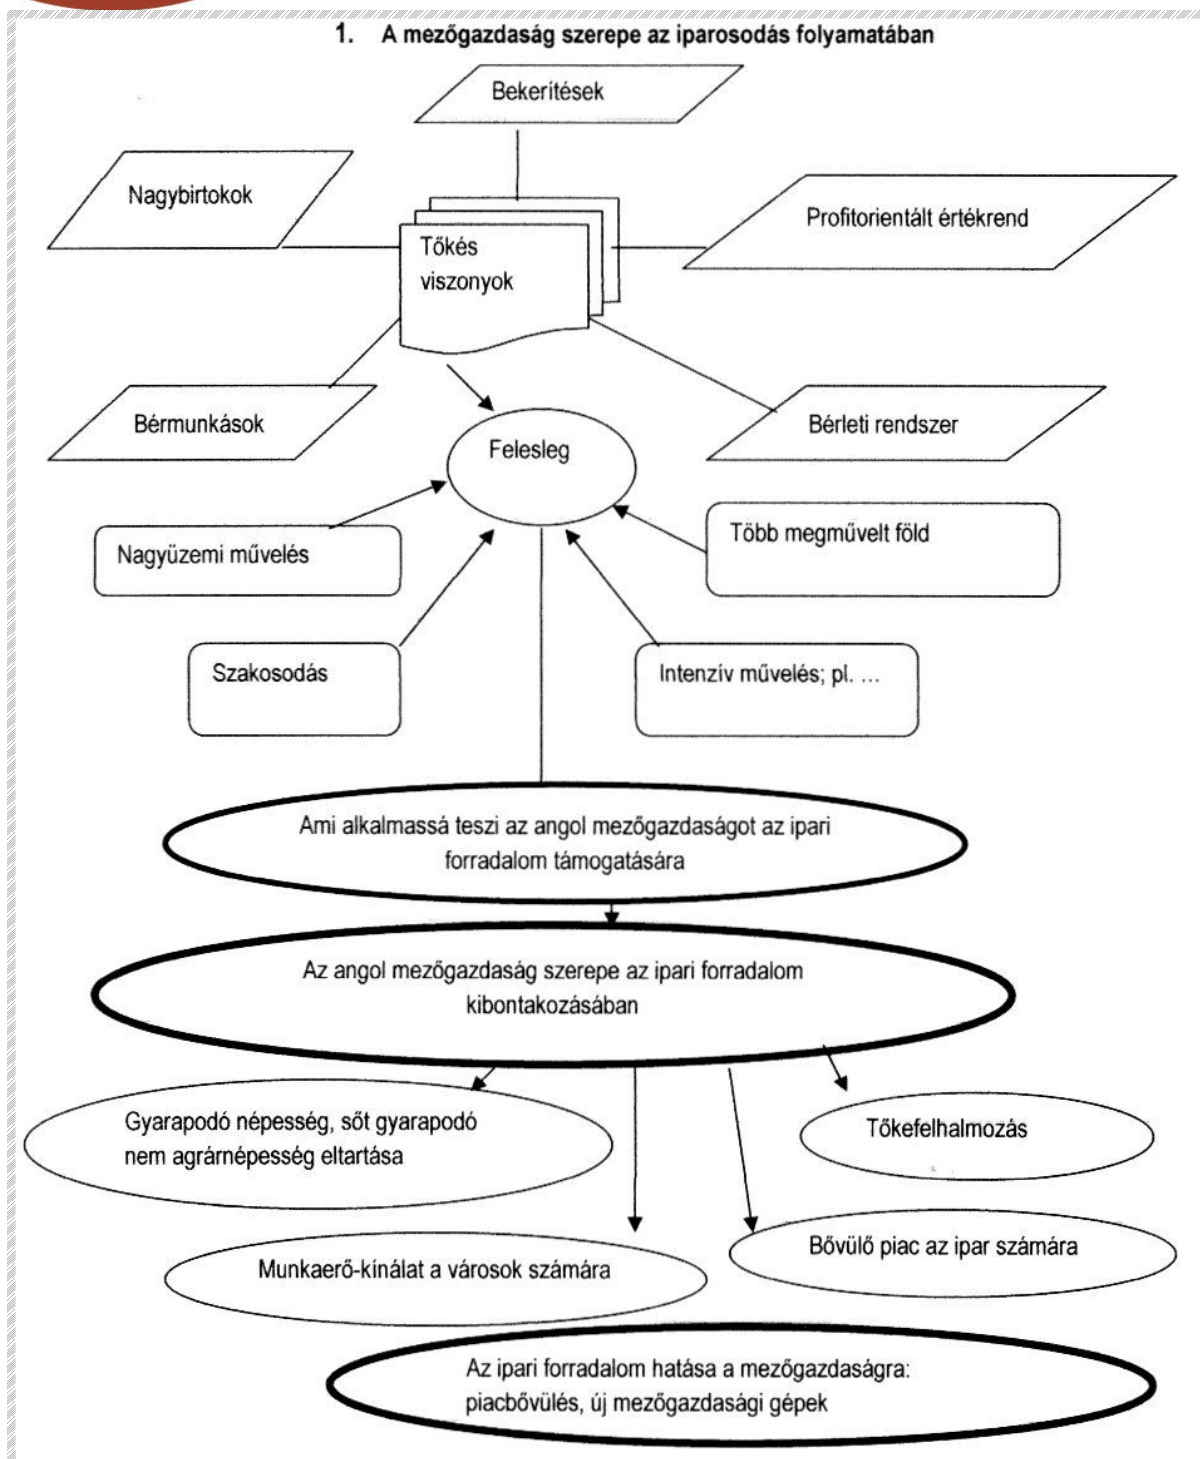 1. A mezőgazdaság szerepe az iparosodás folyamatában
Bekerítések
Nagybirtokok
Profitorientált értékrend
Tőkés
viszonyok
Bérmunkások
Bérleti rendszer
Felesleg
Nagyüzemi művelés
Több megművelt föld
Szakosodás
Intenzív művelés; pl. ...
Ami alkalmassá teszi az angol mezőgazdaságot az ipari
forradalom támogatására
Az angol mezőgazdaság szerepe az ipari forradalom
kibontakozásában
Gyarapodó népesség, sőt gyarapodó
nem agrárnépesség eltartása
Tőkefelhalmozás
Munkaerő-kínálat a városok számára
Bővülő piac az ipar számára
Az ipari forradalom hatása a mezőgazdaságra:
piacbővülés, új mezőgazdasági gépek